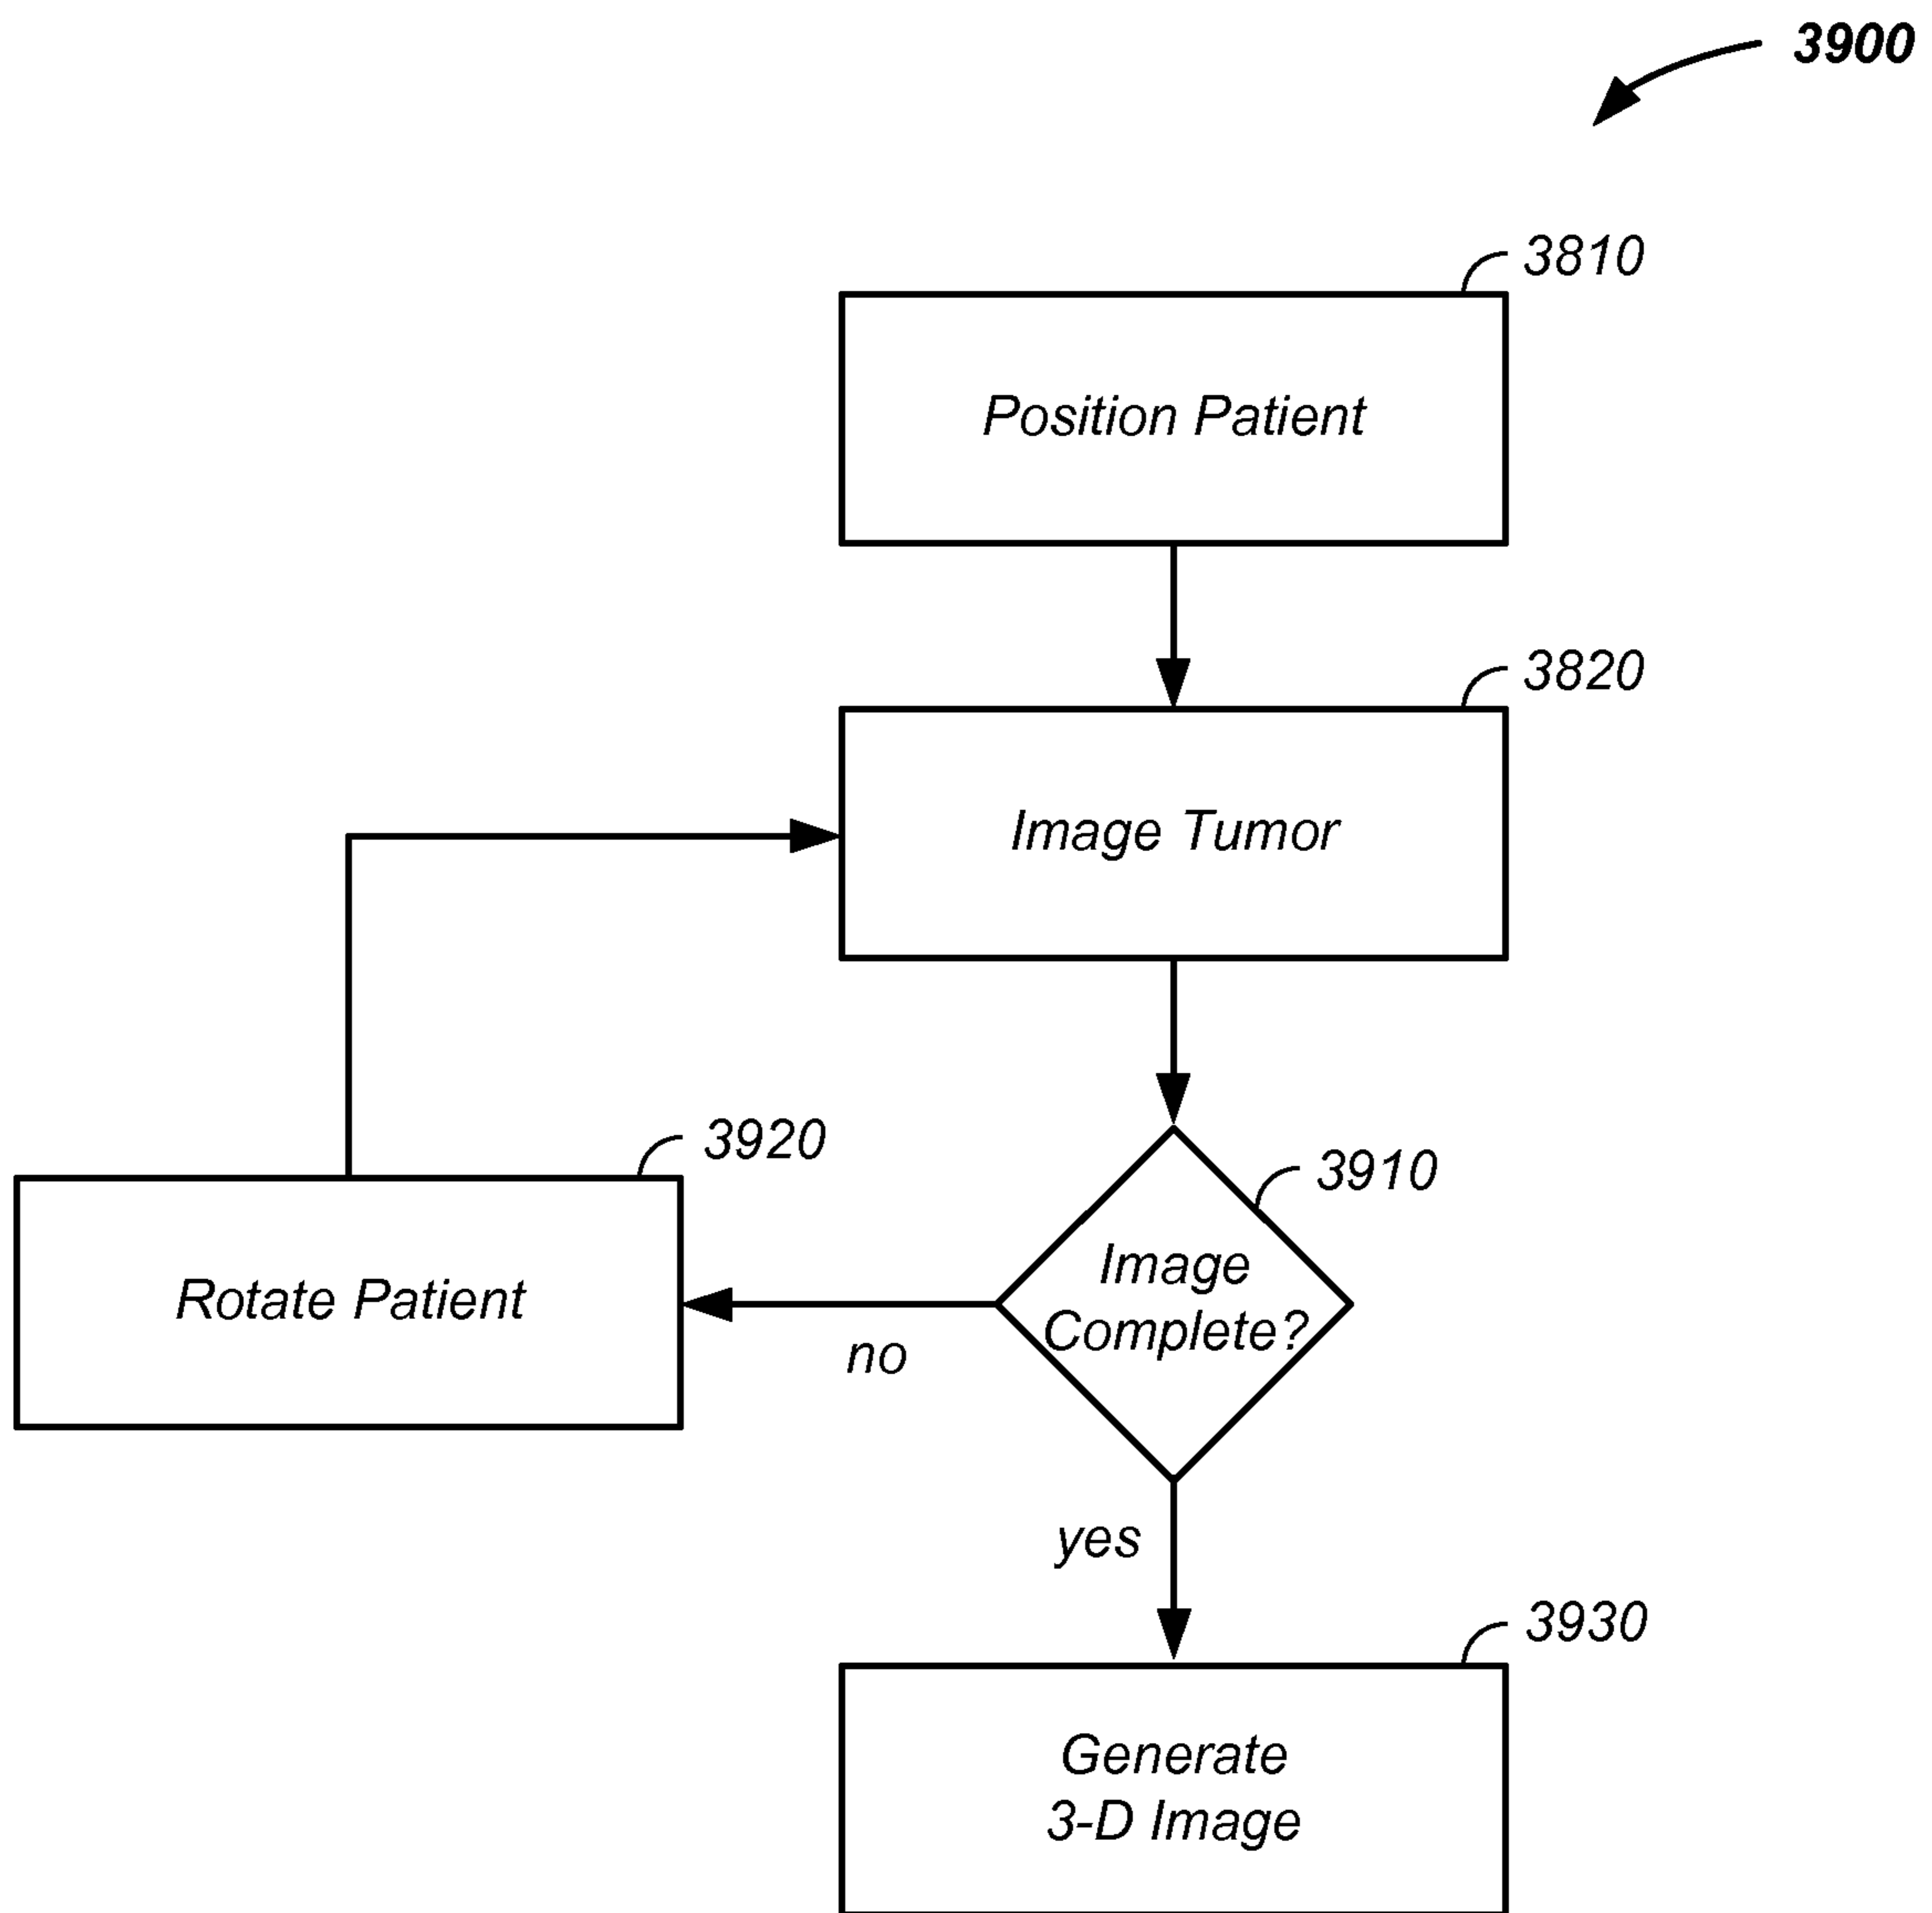 3900
3810
Position Patient
3820
Image Tumor
3920
3910
Image
Complete?
Rotate Patient
no
yes
3930
Generate
3-D Image